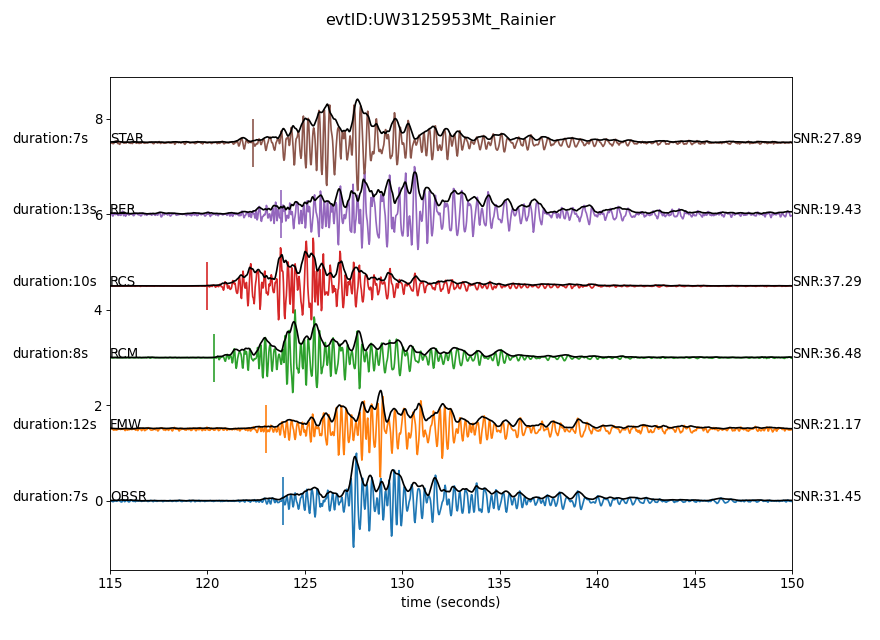 evtID:UW3125953Mt_Rainier
8
duration:7s STAR SNR:27.89
duration:13s RER SNR:19.43
6
duration:10s RCS SNR:37.29
4
duration:8s RCM SNR:36.48
2
duration:12s FMW SNR:21.17
duration:7s OBSR SNR:31.45
0
115 120 125 130 135 140 145 150
time (seconds)